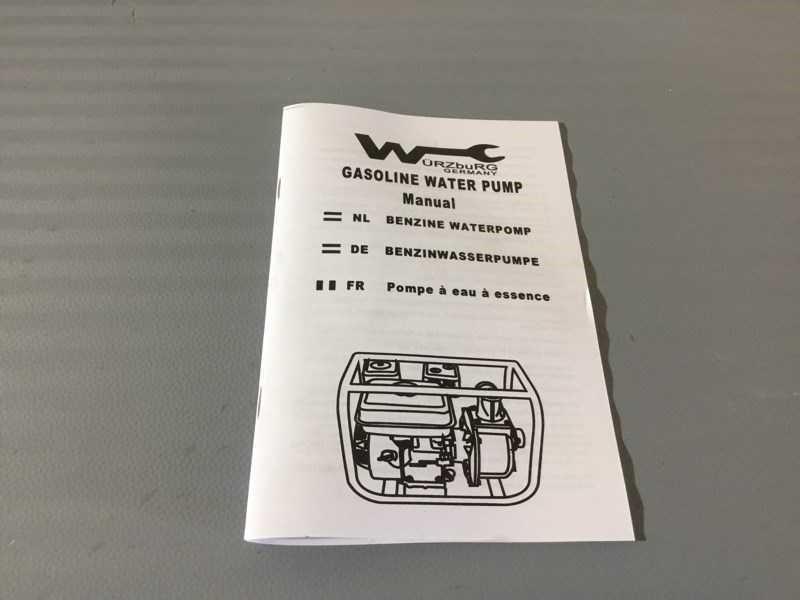 WÜRZbuRG
GERMANY
GASOLINE WATER PUMP
Manual
NL BENZINE WATERPOMP
DE BENZINWASSERPUMPE
FR Pompe à eau à essence